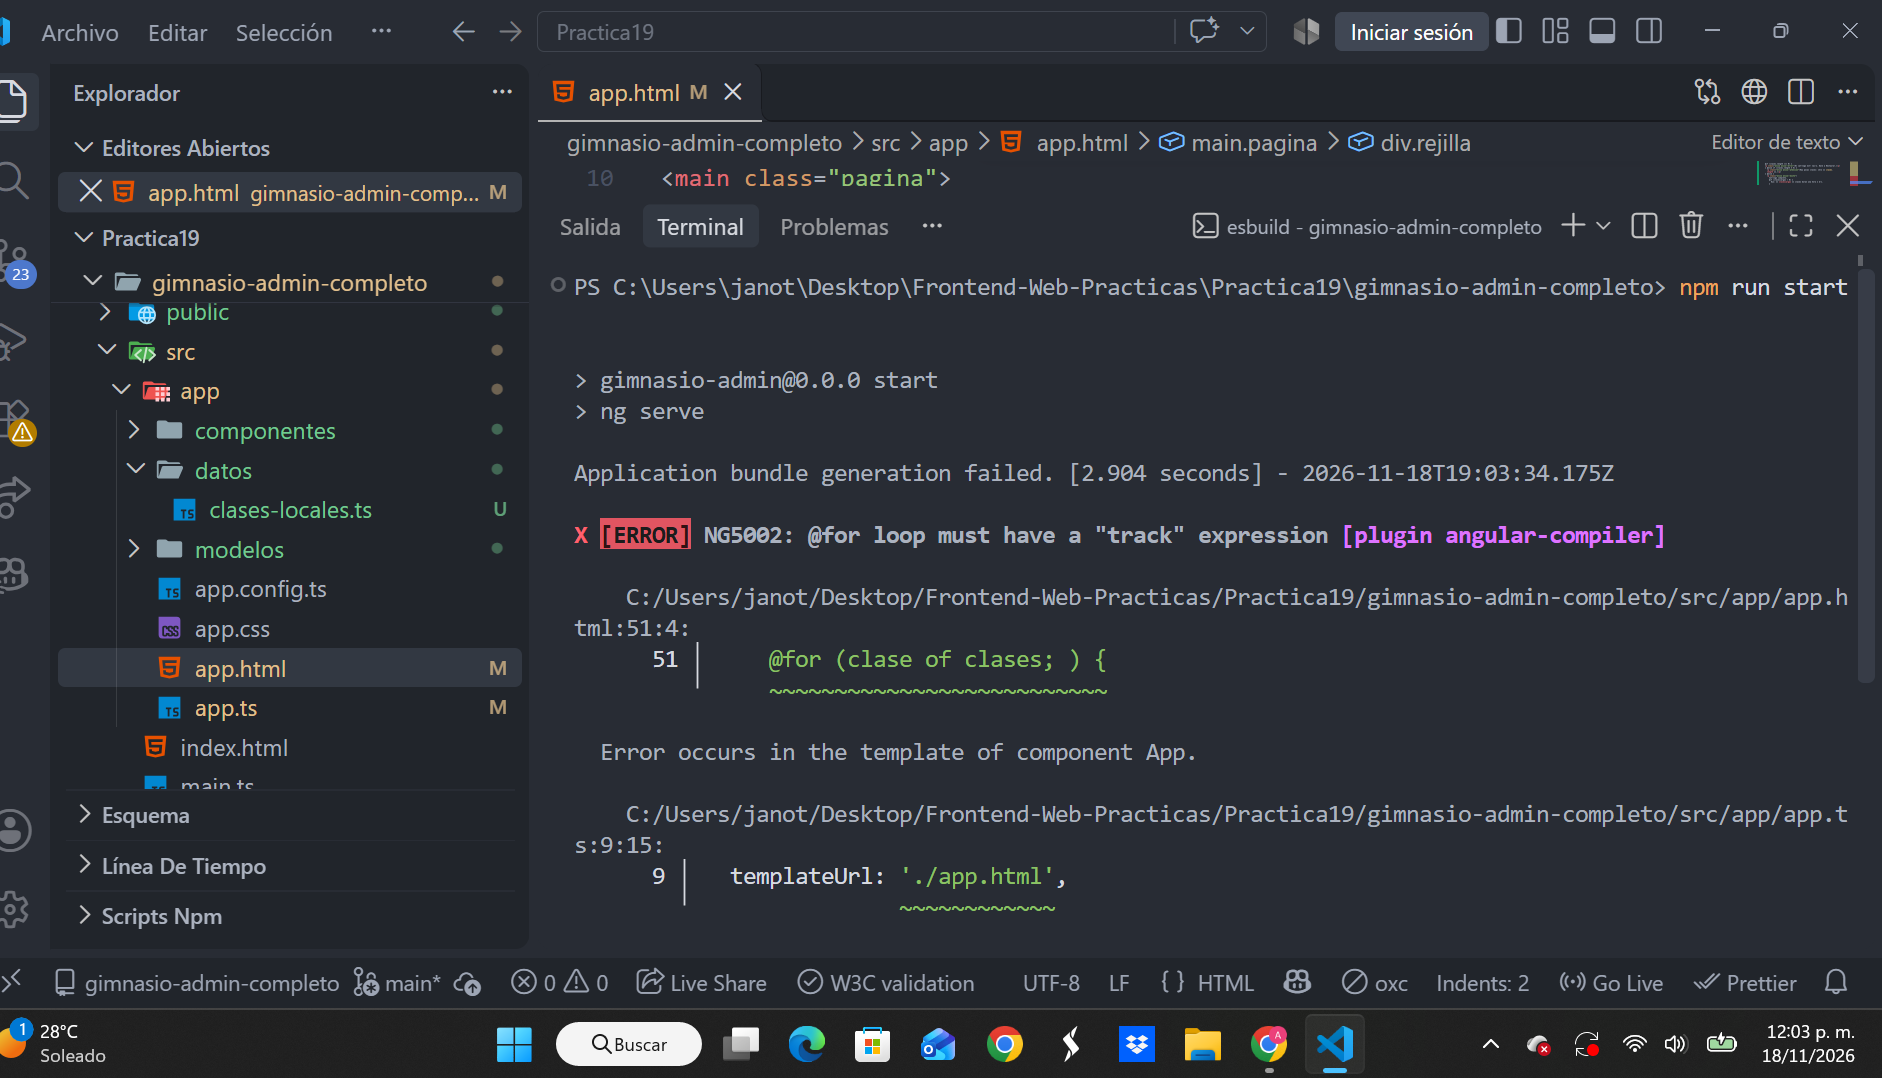 Archivo Editar Selección ··· Practica19 Iniciar sesión
Explorador ···
Editores Abiertos
app.html gimnasio-admin-comp... M
Practica19
gimnasio-admin-completo
public
src
app
componentes
datos
clases-locales.ts U
modelos
app.config.ts
app.css
app.html M
app.ts M
index.html
main.ts
Esquema
Línea De Tiempo
Scripts Npm
23
app.html M
gimnasio-admin-completo > src > app > app.html > main.pagina > div.rejilla Editor de texto
10 <main class="pagina">
Salida Terminal Problemas ··· esbuild - gimnasio-admin-completo
PS C:\Users\janot\Desktop\Frontend-Web-Practicas\Practica19\gimnasio-admin-completo> npm run start
> gimnasio-admin@0.0.0 start
> ng serve
Application bundle generation failed. [2.904 seconds] - 2026-11-18T19:03:34.175Z
X [ERROR] NG5002: @for loop must have a "track" expression [plugin angular-compiler]
C:/Users/janot/Desktop/Frontend-Web-Practicas/Practica19/gimnasio-admin-completo/src/app/app.h
tml:51:4:
51 │ @for (clase of clases; ) {
~~~~~~~~~~~~~~~~~~~~~~~~~~
Error occurs in the template of component App.
C:/Users/janot/Desktop/Frontend-Web-Practicas/Practica19/gimnasio-admin-completo/src/app/app.t
s:9:15:
9 │ templateUrl: './app.html',
~~~~~~~~~~~~
gimnasio-admin-completo main* 0 0 Live Share W3C validation UTF-8 LF {} HTML oxc Indents: 2 Go Live Prettier
1 28°C
Soleado
Buscar
12:03 p. m.
18/11/2026